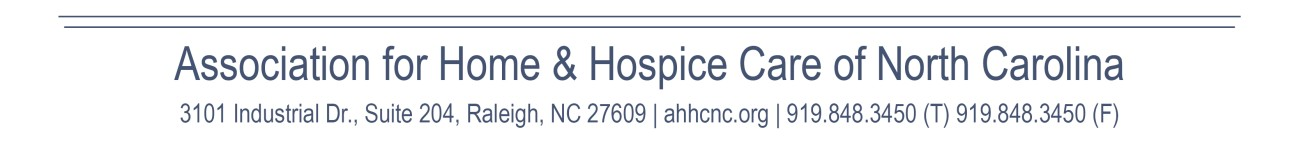 Association for Home & Hospice Care of North Carolina
3101 Industrial Dr., Suite 204, Raleigh, NC 27609 | ahhcnc.org | 919.848.3450 (T) 919.848.3450 (F)